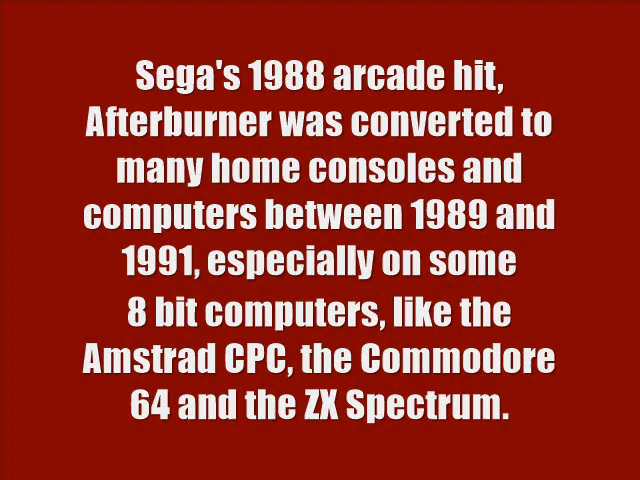 Sega's 1988 arcade hit,
Afterburner was converted to
many home consoles and
computers between 1989 and
1991, especially on some
8 bit computers, like the
Amstrad CPC, the Commodore
64 and the ZX Spectrum.